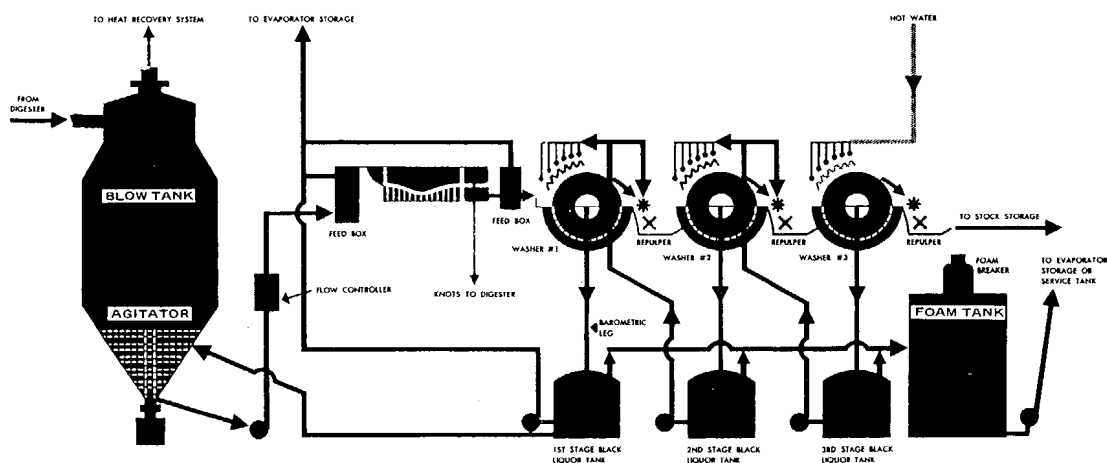 TO HEAT RECOVERY SYSTEM
TO EVAPORATOR STORAGE
HOT WATER
FROM
DIGESTER
BLOW TANK
FEED BOX
FEED BOX
WASHER #1
REPULPER
WASHER #2
REPULPER
WASHER #3
REPULPER
TO STOCK STORAGE
FOAM
BREAKER
TO EVAPORATOR
STORAGE OR
SERVICE TANK
FLOW CONTROLLER
KNOTS TO DIGESTER
AGITATOR
BAROMETRIC
LEG
FOAM TANK
1ST STAGE BLACK
LIQUOR TANK
2ND STAGE BLACK
LIQUOR TANK
3RD STAGE BLACK
LIQUOR TANK